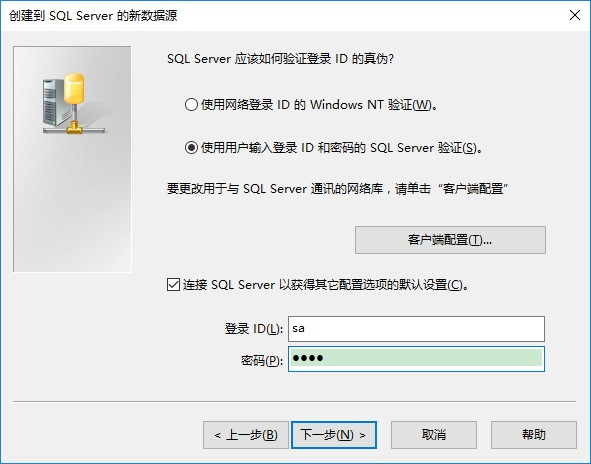 创建到 SQL Server 的新数据源
SQL Server 应该如何验证登录 ID 的真伪?
使用网络登录 ID 的 Windows NT 验证(W)。
使用用户输入登录 ID 和密码的 SQL Server 验证(S)。
要更改用于与 SQL Server 通讯的网络库，请单击“客户端配置”
客户端配置(T)...
连接 SQL Server 以获得其它配置选项的默认设置(C)。
登录 ID(L): sa
密码(P): ●●●●
< 上一步(B) 下一步(N) > 取消 帮助